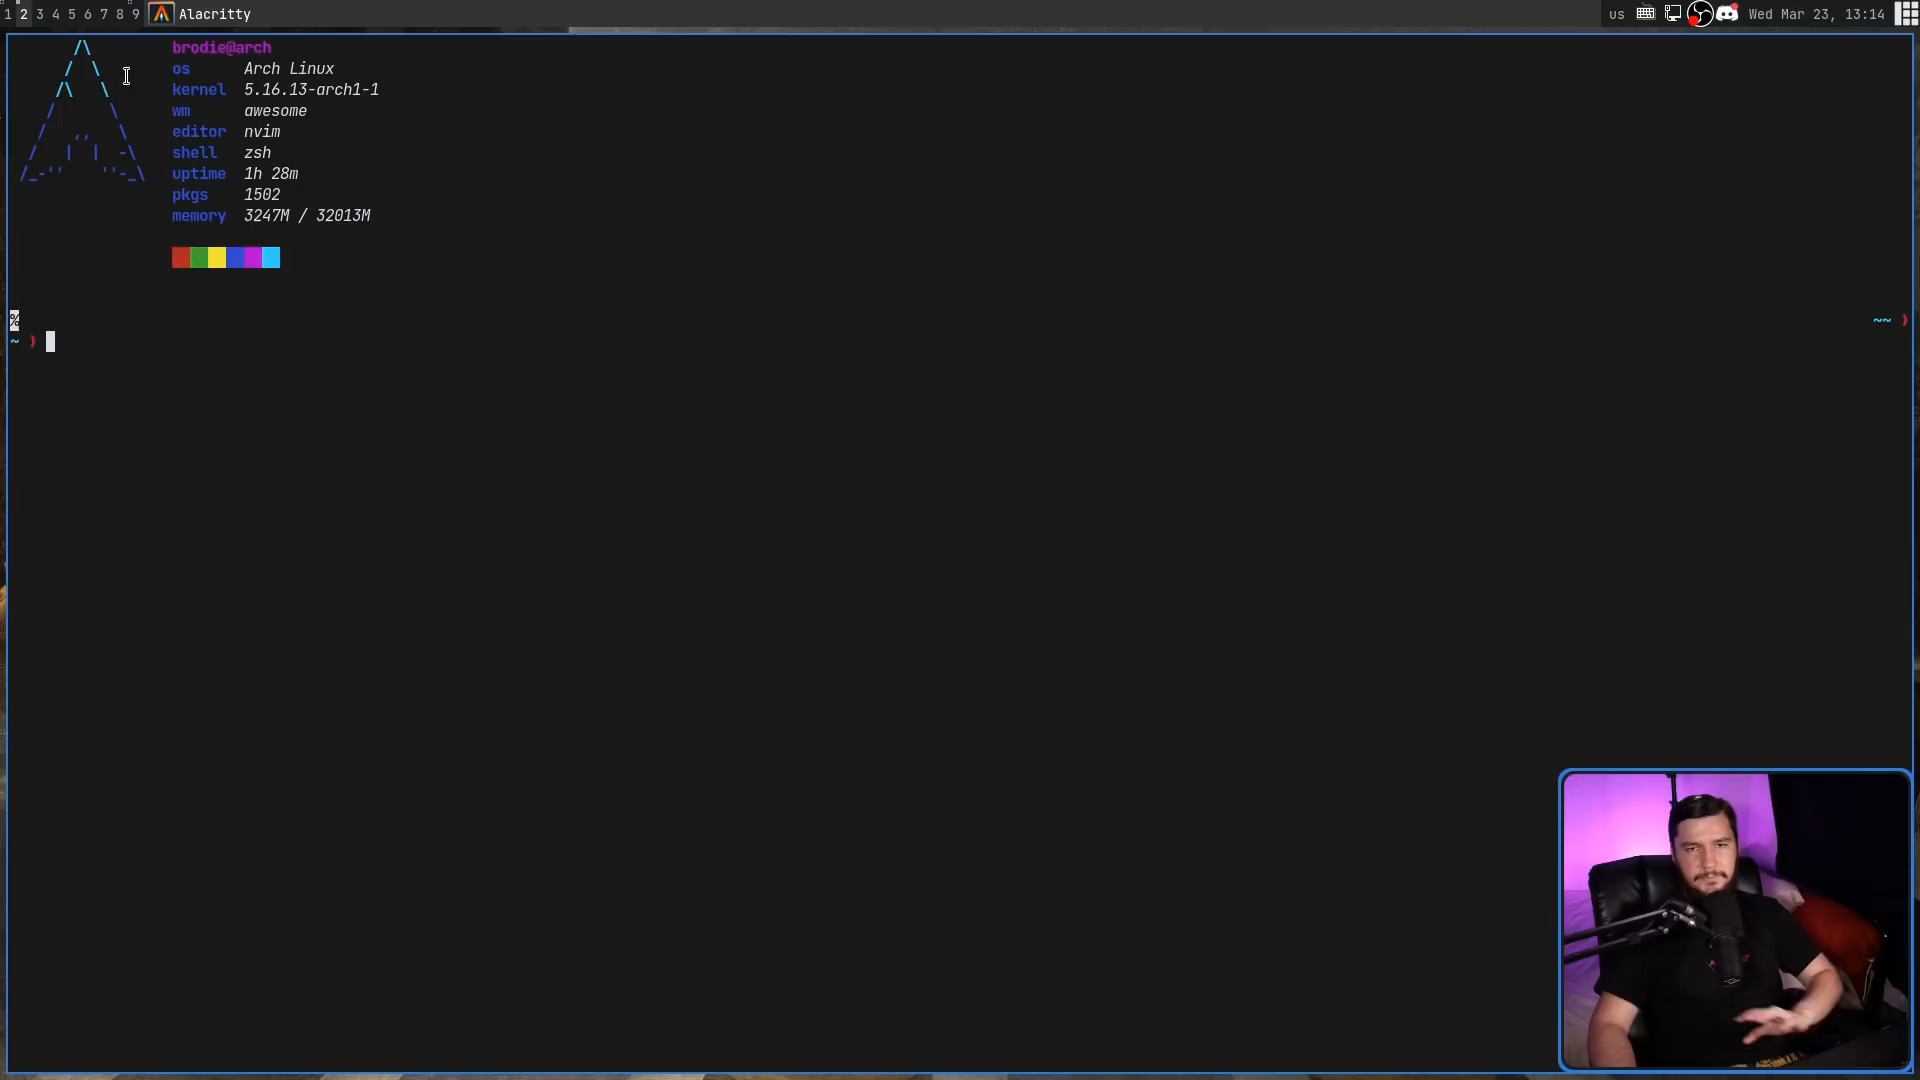 1 2 3 4 5 6 7 8 9 Alacritty us Wed Mar 23, 13:14
brodie@arch
os Arch Linux
kernel 5.16.13-arch1-1
wm awesome
editor nvim
shell zsh
uptime 1h 28m
pkgs 1502
memory 3247M / 32013M
%
~~ ❫
~ ❫